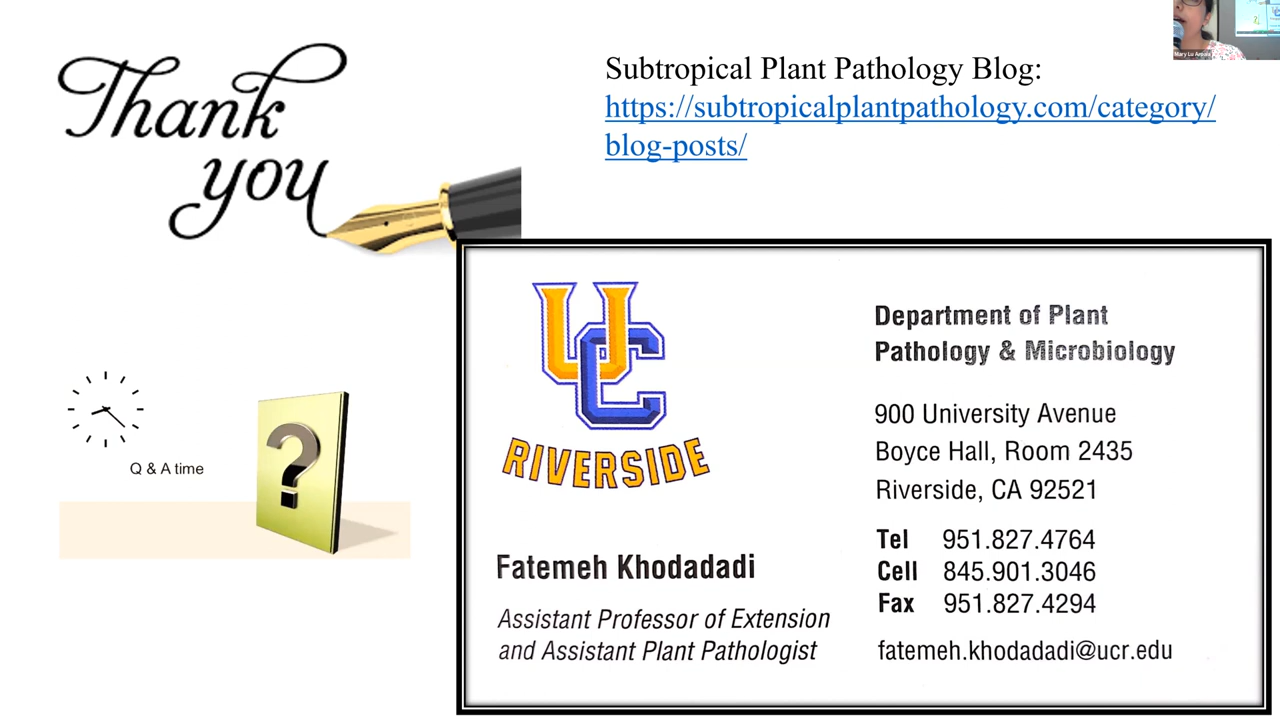 Thank
you
Subtropical Plant Pathology Blog:
https://subtropicalplantpathology.com/category/
blog-posts/
Q & A time
?
UC
RIVERSIDE
Fatemeh Khodadadi
Assistant Professor of Extension
and Assistant Plant Pathologist
Department of Plant
Pathology & Microbiology
900 University Avenue
Boyce Hall, Room 2435
Riverside, CA 92521
Tel 951.827.4764
Cell 845.901.3046
Fax 951.827.4294
fatemeh.khodadadi@ucr.edu
Mary Lu